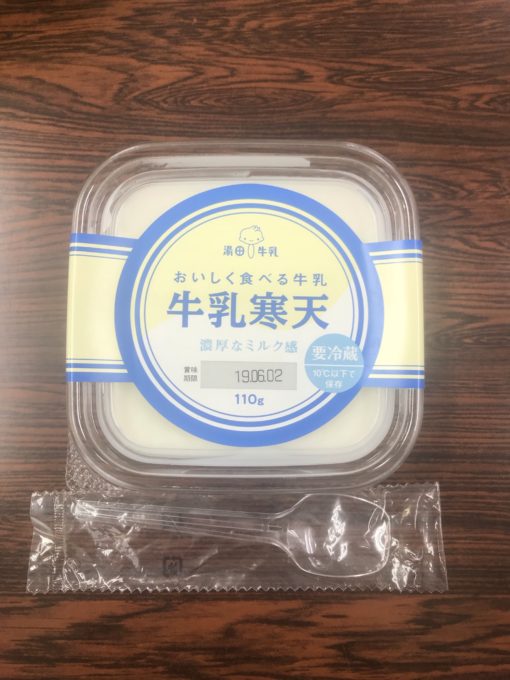 湯田牛乳
おいしく食べる牛乳
牛乳寒天
濃厚なミルク感
要冷蔵
10℃以下で
保存
賞味
期限
19.06.02
110g